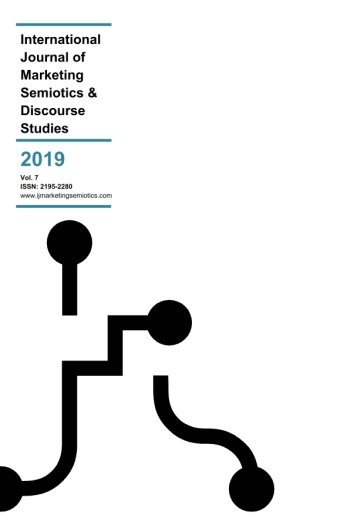 International
Journal of
Marketing
Semiotics &
Discourse
Studies
2019
Vol. 7
ISSN: 2195-2280
www.ijmarketingsemiotics.com